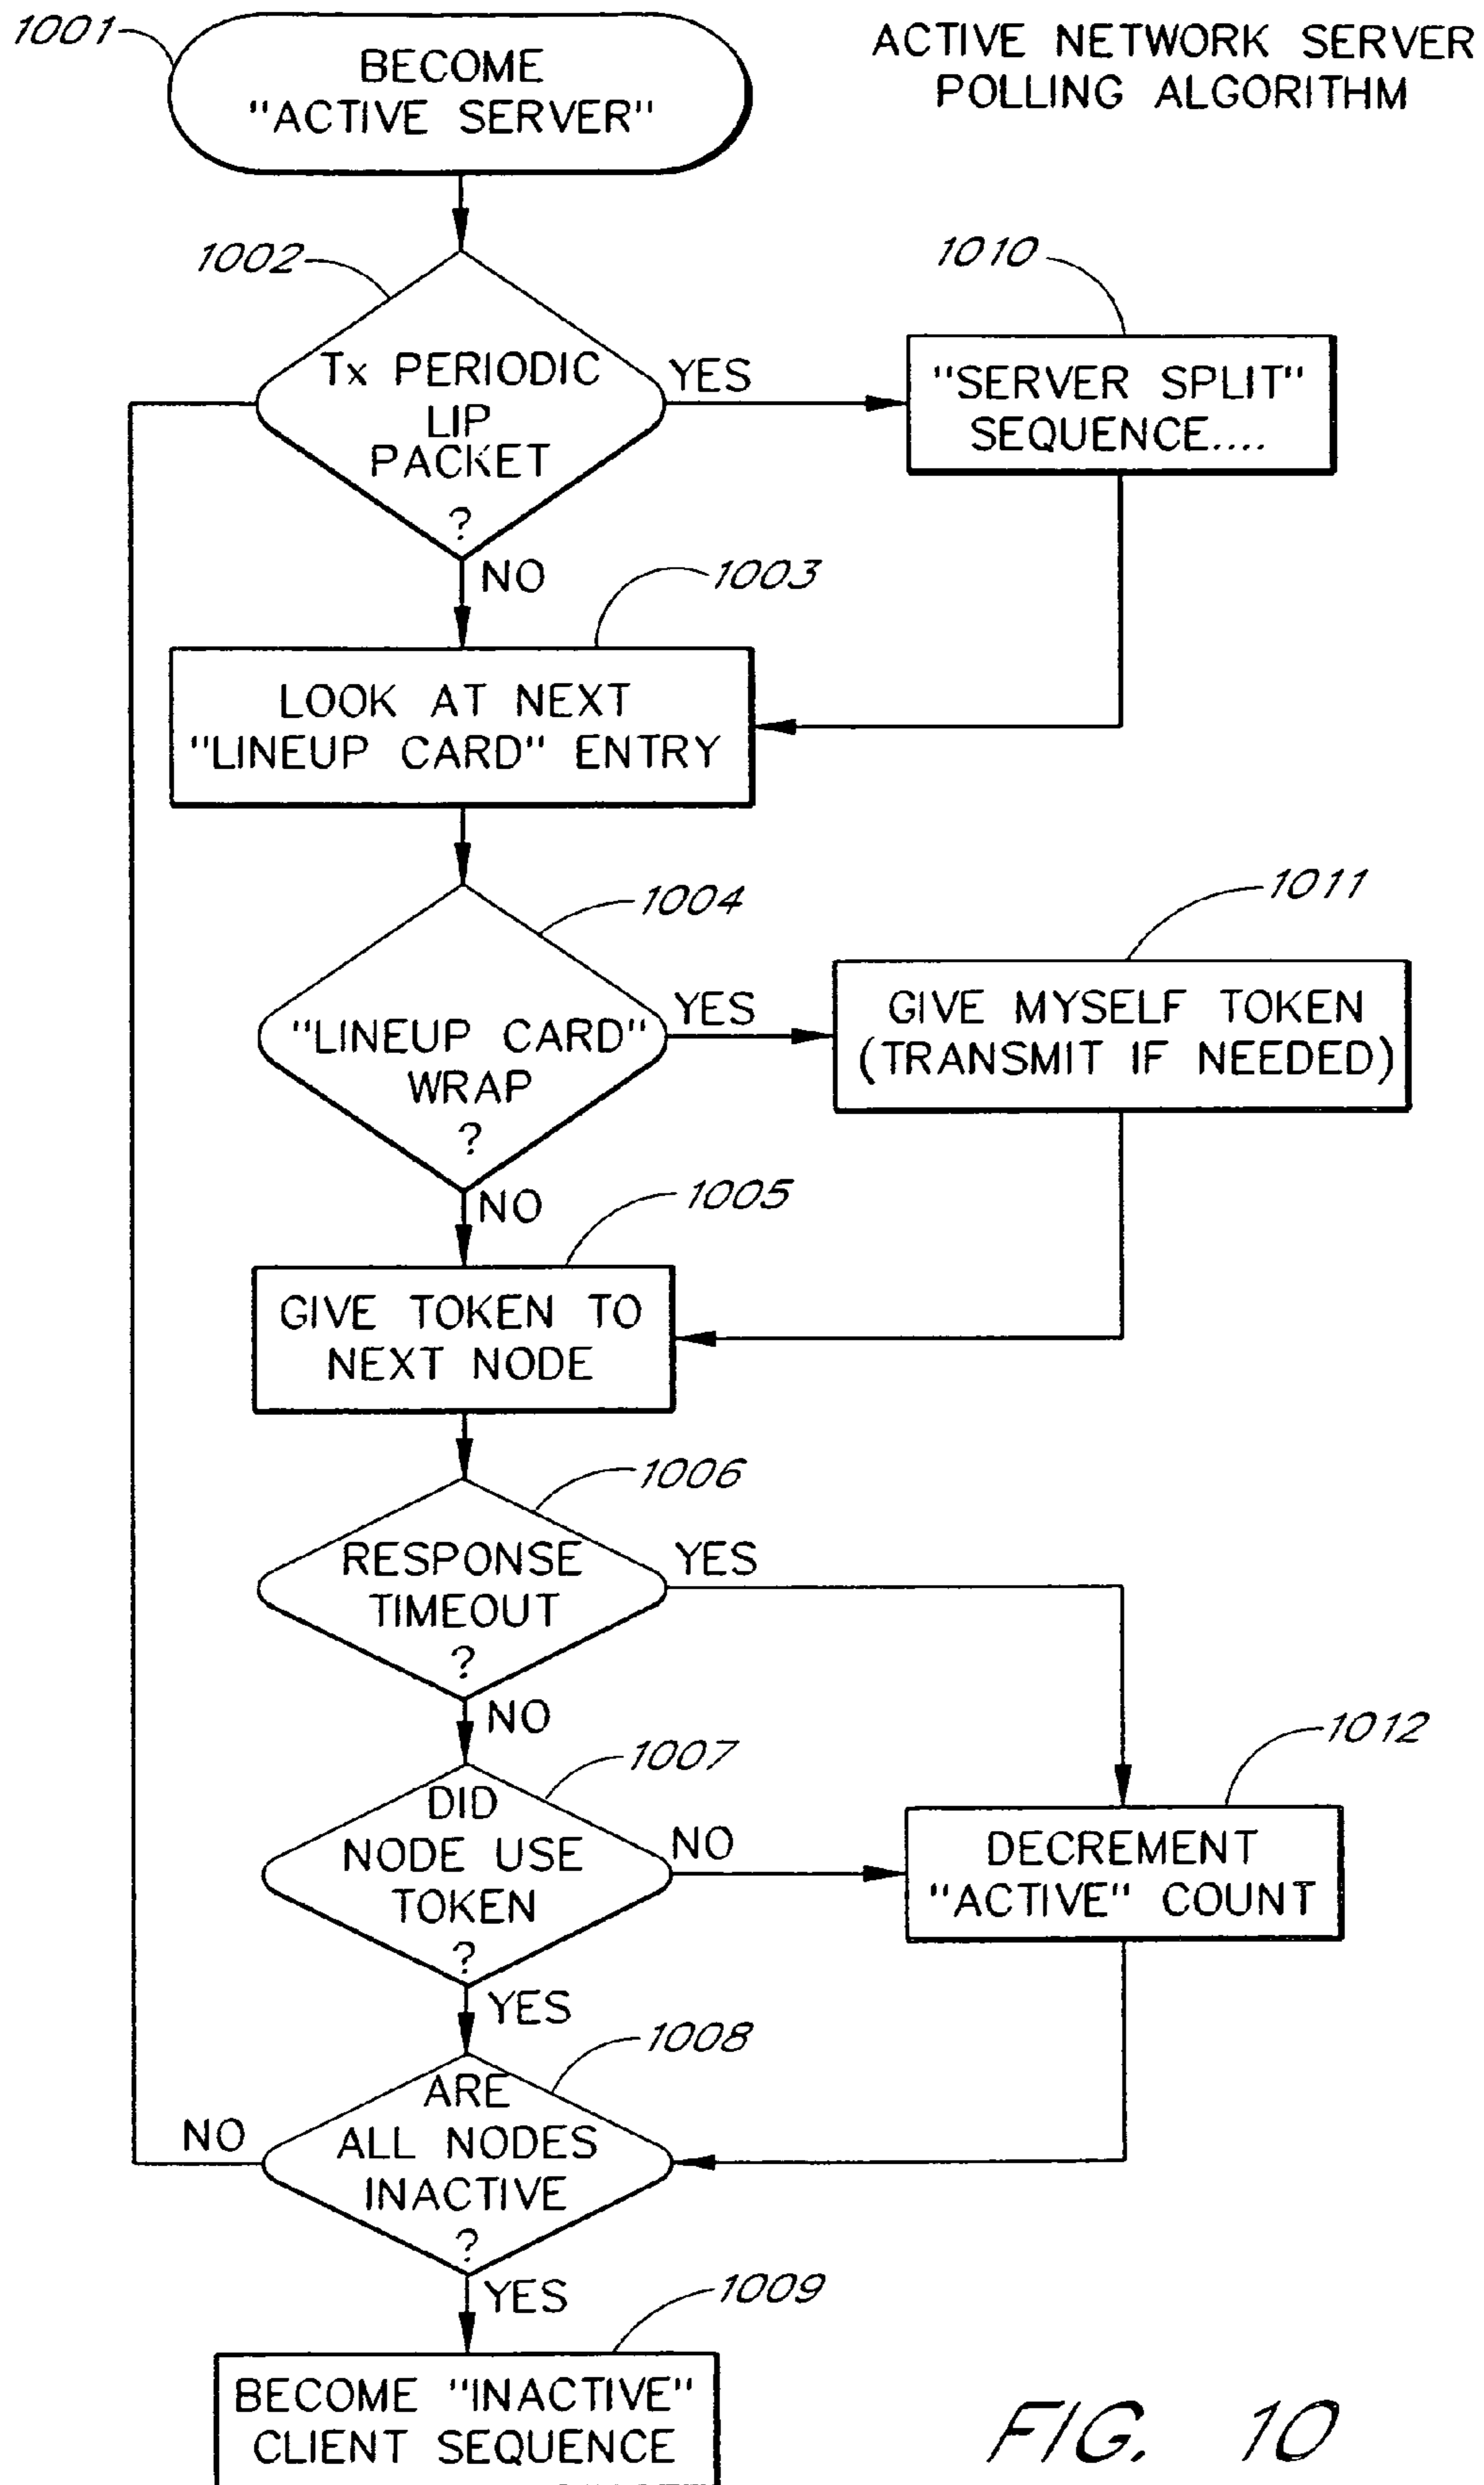 1001
BECOME
"ACTIVE SERVER"
ACTIVE NETWORK SERVER
POLLING ALGORITHM
1002
Tx PERIODIC
LIP
PACKET
?
YES
NO
1010
"SERVER SPLIT"
SEQUENCE....
1003
LOOK AT NEXT
"LINEUP CARD" ENTRY
1004
"LINEUP CARD"
WRAP
?
YES
NO
1011
GIVE MYSELF TOKEN
(TRANSMIT IF NEEDED)
1005
GIVE TOKEN TO
NEXT NODE
1006
RESPONSE
TIMEOUT
?
YES
NO
1007
DID
NODE USE
TOKEN
?
NO
YES
1012
DECREMENT
"ACTIVE" COUNT
1008
ARE
ALL NODES
INACTIVE
?
NO
YES
1009
BECOME "INACTIVE"
CLIENT SEQUENCE
FIG. 10